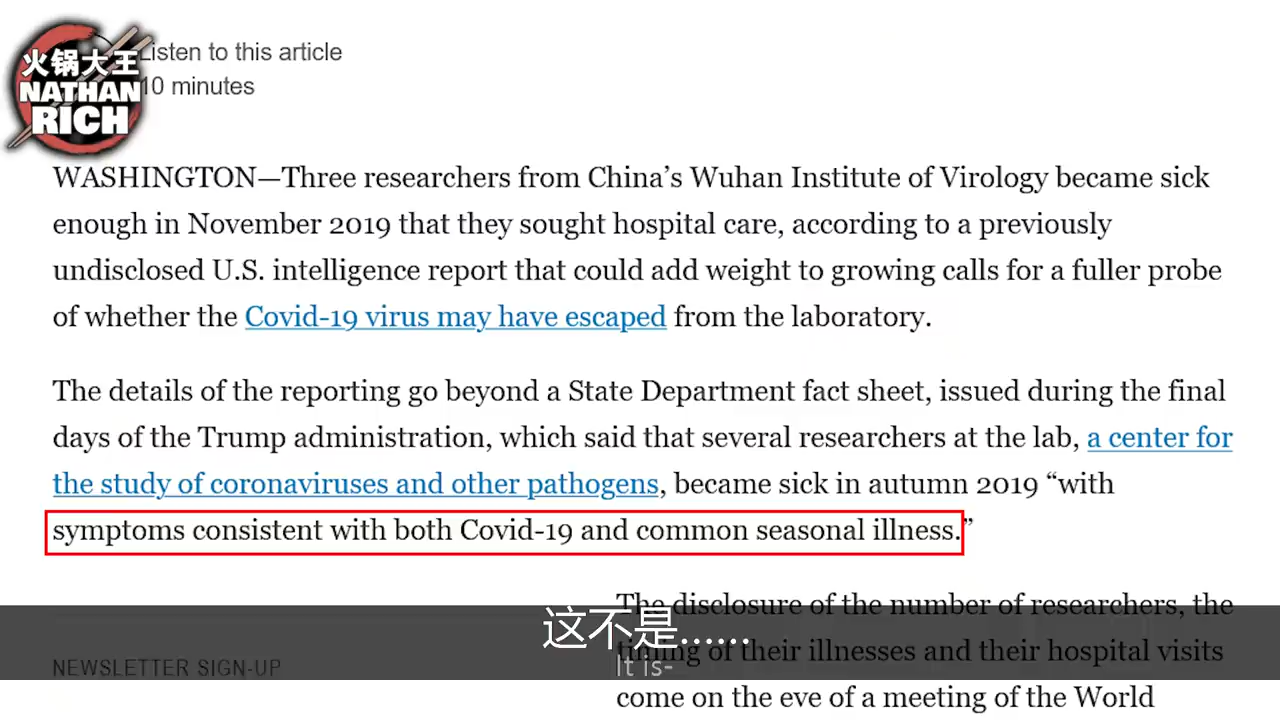 火锅大王
NATHAN
RICH
Listen to this article
10 minutes
WASHINGTON—Three researchers from China’s Wuhan Institute of Virology became sick
enough in November 2019 that they sought hospital care, according to a previously
undisclosed U.S. intelligence report that could add weight to growing calls for a fuller probe
of whether the Covid-19 virus may have escaped from the laboratory.
The details of the reporting go beyond a State Department fact sheet, issued during the final
days of the Trump administration, which said that several researchers at the lab, a center for
the study of coronaviruses and other pathogens, became sick in autumn 2019 “with
symptoms consistent with both Covid-19 and common seasonal illness.”
The disclosure of the number of researchers, the
timing of their illnesses and their hospital visits
come on the eve of a meeting of the World
NEWSLETTER SIGN-UP
这不是……
It is-